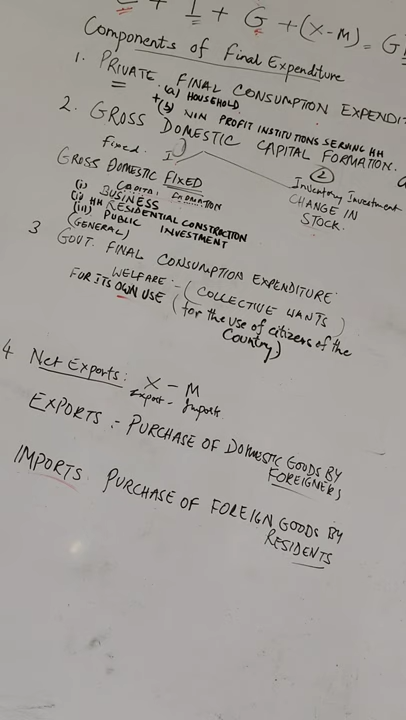 C + I + G + (X-M) = G
Components of Final Expenditure
1. PRIVATE FINAL CONSUMPTION EXPENDIT
(a) HOUSEHOLD
+(b) NIN PROFIT INSTITUTIONS SERVING HH
2. GROSS DOMESTIC CAPITAL FORMATION.
fixed. I
GROSS DOMESTIC FIXED
CAPITAL FORMATION
(i) BUSINESS
(ii) HH RESIDENTIAL CONSTRUCTION
(iii) PUBLIC INVESTMENT
(GENERAL)
(2)
Inventory Investment
CHANGE IN
STOCK.
3 GOVT. FINAL CONSUMPTION EXPENDITURE
WELFARE - (COLLECTIVE WANTS)
FOR ITS OWN USE (for the use of citizens of the
Country)
4 Net Exports: X - M
Export - Imports
EXPORTS :- PURCHASE OF DOMESTIC GOODS BY
FOREIGNERS
IMPORTS: PURCHASE OF FOREIGN GOODS BY
RESIDENTS